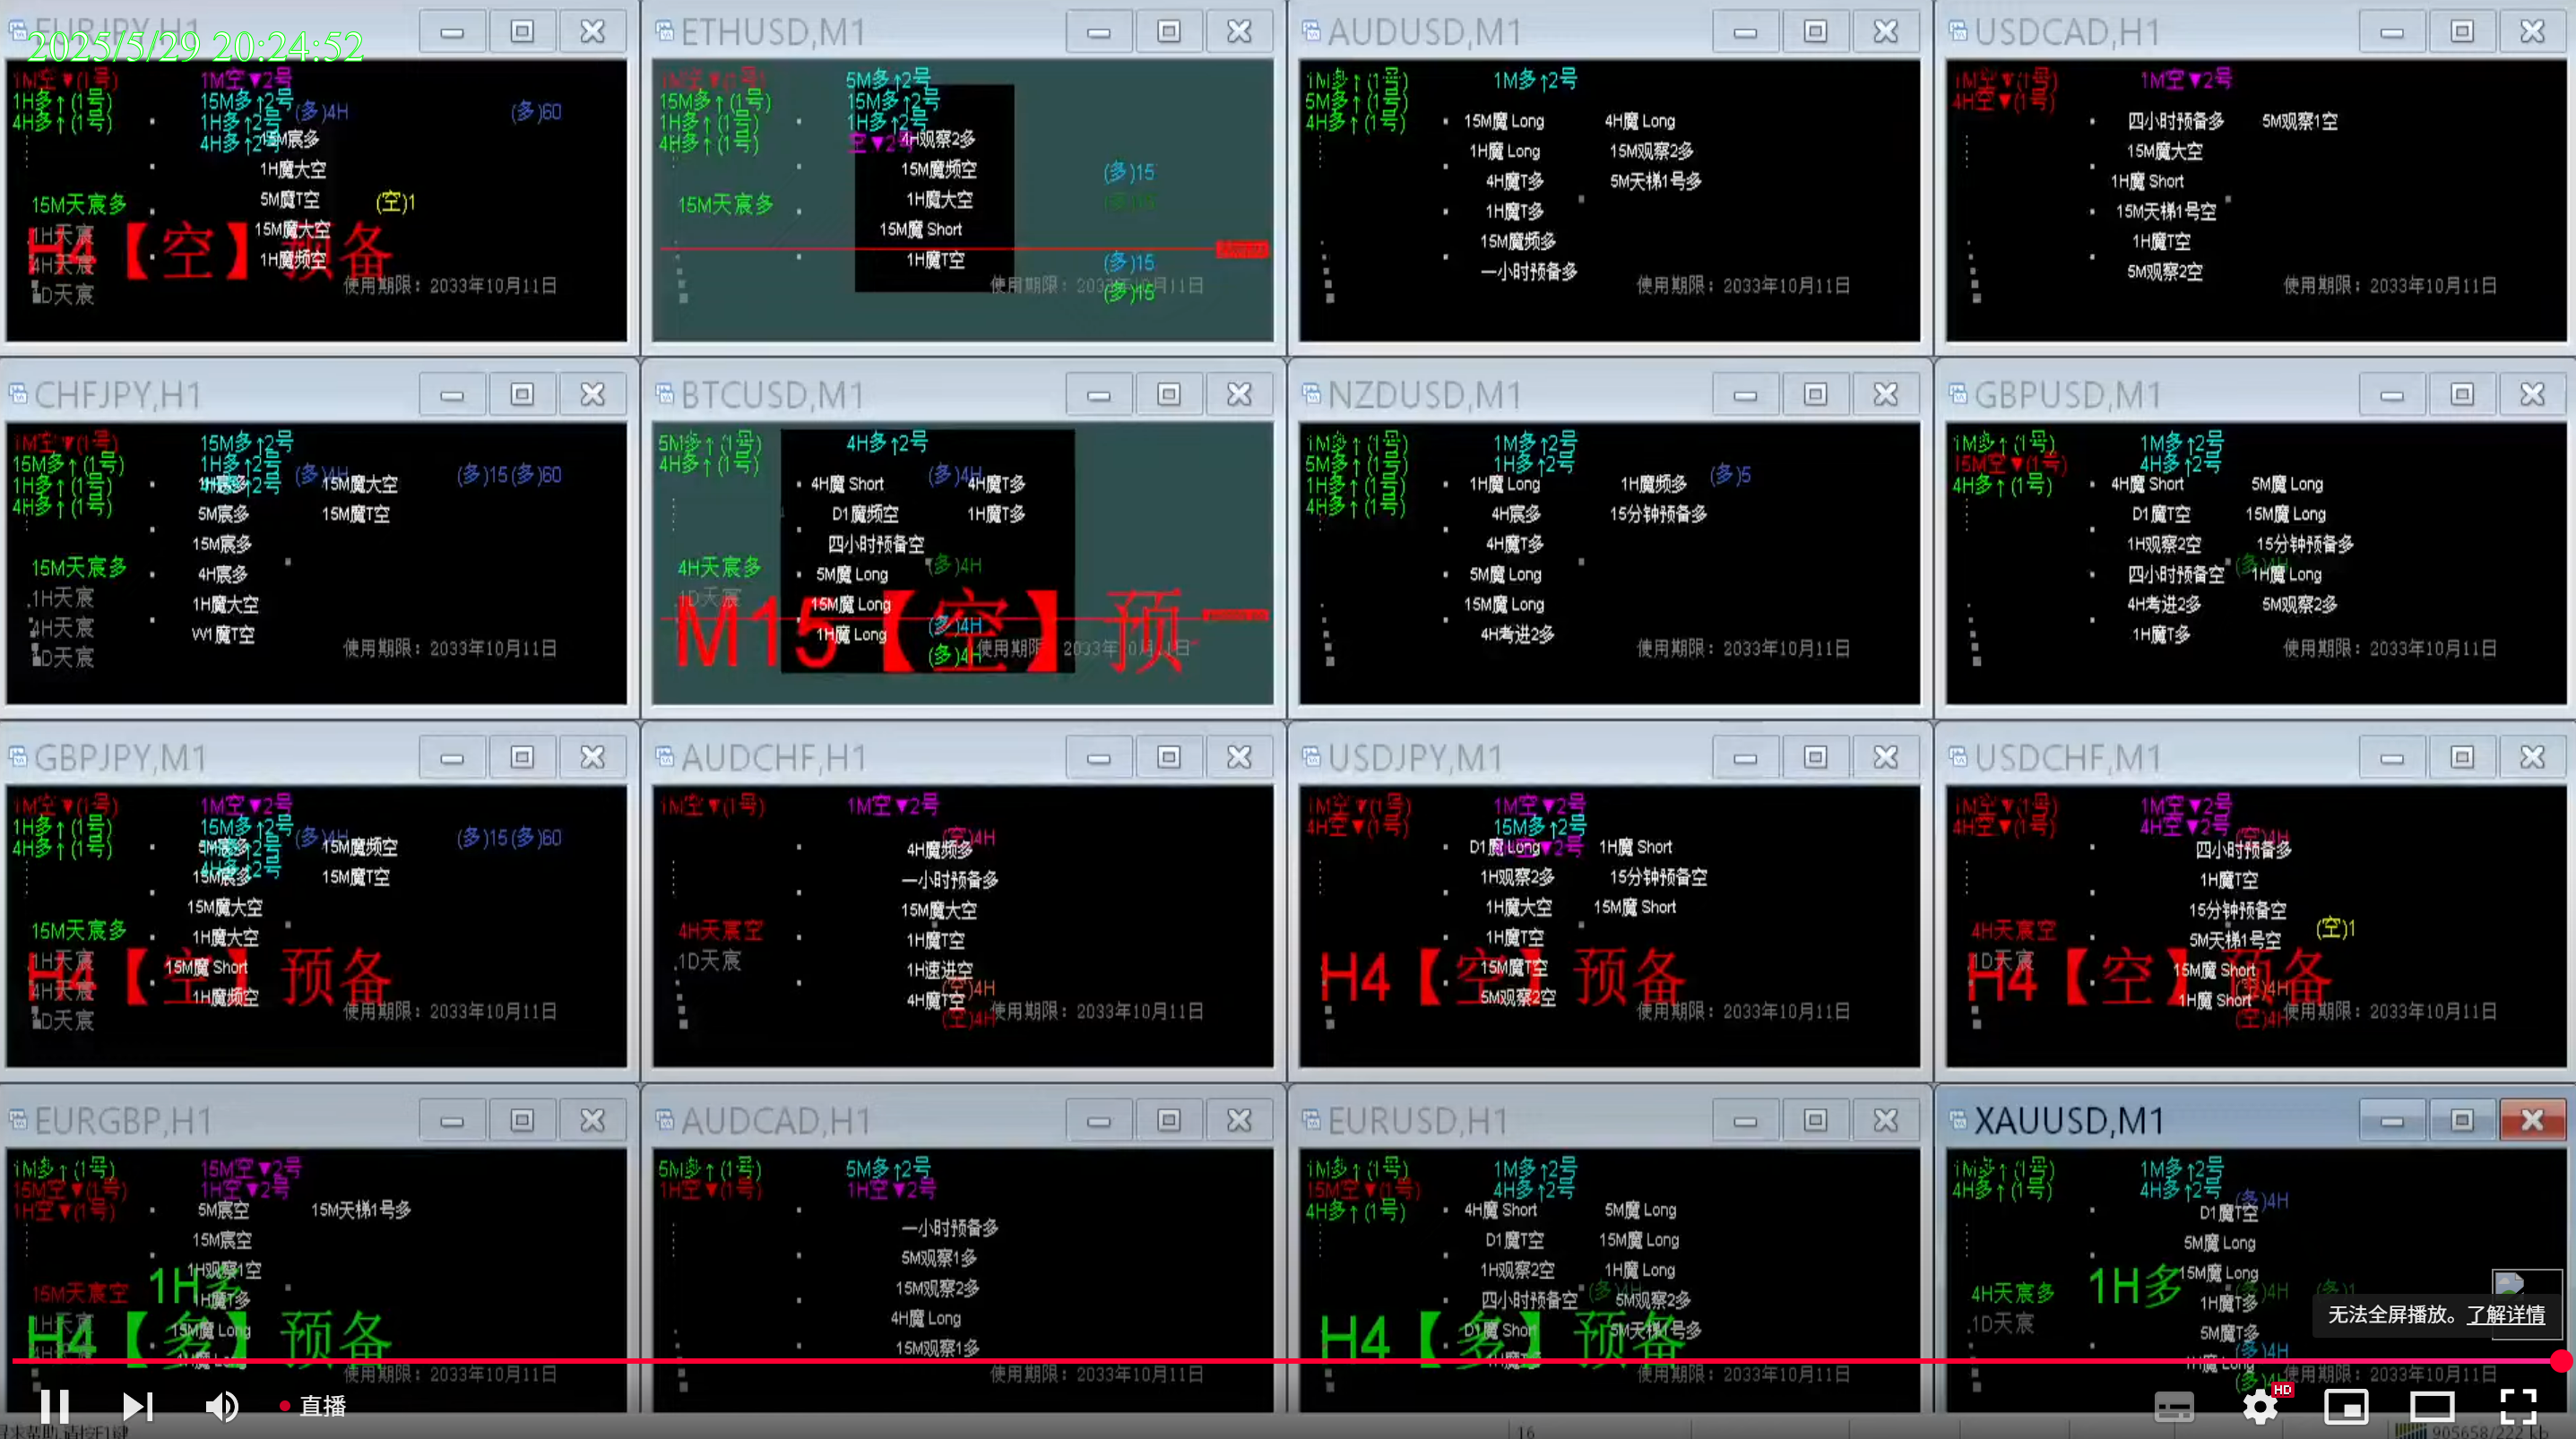 EURJPY,H1
2025/5/29 20:24:52
1M空▼(1号) 1M空▼2号
1H多↑(1号) 15M多↑2号 (多)4H (多)60
4H多↑(1号) 1H多↑2号
4H多↑2号 15M宸多
1H魔大空
15M天宸多 5M魔T空 (空)1
1H天宸 15M魔大空
H4【空】预备
4H天宸 1H魔频空
1D天宸 使用期限：2033年10月11日
ETHUSD,M1
1M空▼(1号) 5M多↑2号
15M多↑(1号) 15M多↑2号
1H多↑(1号) 1H多↑2号
4H多↑(1号) 空▼2号 4H观察2多
15M魔频空 (多)15
15M天宸多 1H魔大空
15M魔 Short
1H魔T空 (多)15
使用期限：2033年10月11日
(多)15
AUDUSD,M1
1M多↑(1号) 1M多↑2号
5M多↑(1号)
4H多↑(1号) 15M魔 Long 4H魔 Long
1H魔 Long 15M观察2多
4H魔T多 5M天梯1号多
1H魔T多
15M魔频多
一小时预备多
使用期限：2033年10月11日
USDCAD,H1
1M空▼(1号) 1M空▼2号
4H空▼(1号)
四小时预备多 5M观察1空
15M魔大空
1H魔 Short
15M天梯1号空
1H魔T空
5M观察2空
使用期限：2033年10月11日
CHFJPY,H1
1M空▼(1号) 15M多↑2号
15M多↑(1号) 1H多↑2号 (多)4H (多)15 (多)60
1H多↑(1号) 4H多↑2号 15M魔大空
4H多↑(1号) 5M宸多 15M魔T空
15M宸多
15M天宸多 4H宸多
1H天宸 1H魔大空
4H天宸 W1魔T空
1D天宸 使用期限：2033年10月11日
BTCUSD,M1
5M多↑(1号) 4H多↑2号
4H多↑(1号) (多)4H
4H魔 Short 4H魔T多
D1魔频空 1H魔T多
四小时预备空
4H天宸多 5M魔 Long (多)4H
1D天宸 15M魔 Long
M15【空】预
1H魔 Long (多)4H
(多)4H 使用期限：2033年10月11日
NZDUSD,M1
1M多↑(1号) 1M多↑2号
5M多↑(1号) 1H多↑2号 (多)5
1H多↑(1号) 1H魔 Long 1H魔频多
4H多↑(1号) 4H宸多 15分钟预备多
4H魔T多
5M魔 Long
15M魔 Long
4H考进2多
使用期限：2033年10月11日
GBPUSD,M1
1M多↑(1号) 1M多↑2号
15M空▼(1号) 4H多↑2号
4H多↑(1号) 4H魔 Short 5M魔 Long
D1魔T空 15M魔 Long
1H观察2空 15分钟预备多
四小时预备空 (多)4H 1H魔 Long
4H考进2多 5M观察2多
1H魔T多
使用期限：2033年10月11日
GBPJPY,M1
1M空▼(1号) 1M空▼2号
1H多↑(1号) 15M多↑2号 (多)4H (多)15 (多)60
4H多↑(1号) 5M宸多 15M魔频空
4H多↑2号
15M宸多 15M魔T空
15M魔大空
15M天宸多 1H魔大空
1H天宸 15M魔 Short
H4【空】预备
4H天宸 1H魔频空
1D天宸 使用期限：2033年10月11日
AUDCHF,H1
1M空▼(1号) 1M空▼2号
(空)4H
4H魔频多
一小时预备多
15M魔大空
4H天宸空 1H魔T空
1D天宸 1H速进空
(空)4H
4H魔T空 使用期限：2033年10月11日
(空)4H
USDJPY,M1
1M空▼(1号) 1M空▼2号
4H空▼(1号) 15M多↑2号
D1魔 Long 空▼2号 1H魔 Short
1H观察2多 15分钟预备空
1H魔大空 15M魔 Short
1H魔T空
15M魔T空
H4【空】预备
5M观察2空
使用期限：2033年10月11日
USDCHF,M1
1M空▼(1号) 1M空▼2号
4H空▼(1号) 4H空▼2号 (空)4H
四小时预备多
1H魔T空
15分钟预备空
4H天宸空 5M天梯1号空 (空)1
1D天宸 15M魔 Short
H4【空】预备
1H魔 Short
(空)4H 使用期限：2033年10月11日
EURGBP,H1
1M多↑(1号) 15M空▼2号
15M空▼(1号) 1H空▼2号
1H空▼(1号) 5M宸空 15M天梯1号多
15M宸空
1H观察1空
1H多
15M天宸空 1H魔T多
1H天宸 15M魔 Long
H4【多】预备
使用期限：2033年10月11日
AUDCAD,H1
5M多↑(1号) 5M多↑2号
1H空▼(1号) 1H空▼2号
一小时预备多
5M观察1多
15M观察2多
4H魔 Long
15M观察1多
使用期限：2033年10月11日
EURUSD,H1
1M多↑(1号) 1M多↑2号
15M空▼(1号) 4H多↑2号
4H多↑(1号) 4H魔 Short 5M魔 Long
D1魔T空 15M魔 Long
1H观察2空 1H魔 Long
四小时预备空 5M观察2多
D1魔 Short 5M天梯1号多
H4【多】预备
使用期限：2033年10月11日
XAUUSD,M1
1M多↑(1号) 1M多↑2号
4H多↑(1号) 4H多↑2号 (多)4H
D1魔T空
5M魔 Long
15M魔 Long
4H天宸多 1H多 1H魔T多 (多)4H (多)1
1D天宸 5M魔T多
(多)4H
1H魔 Long
使用期限：2033年10月11日
无法全屏播放。了解详情
直播
HD
16
905658/222 kb